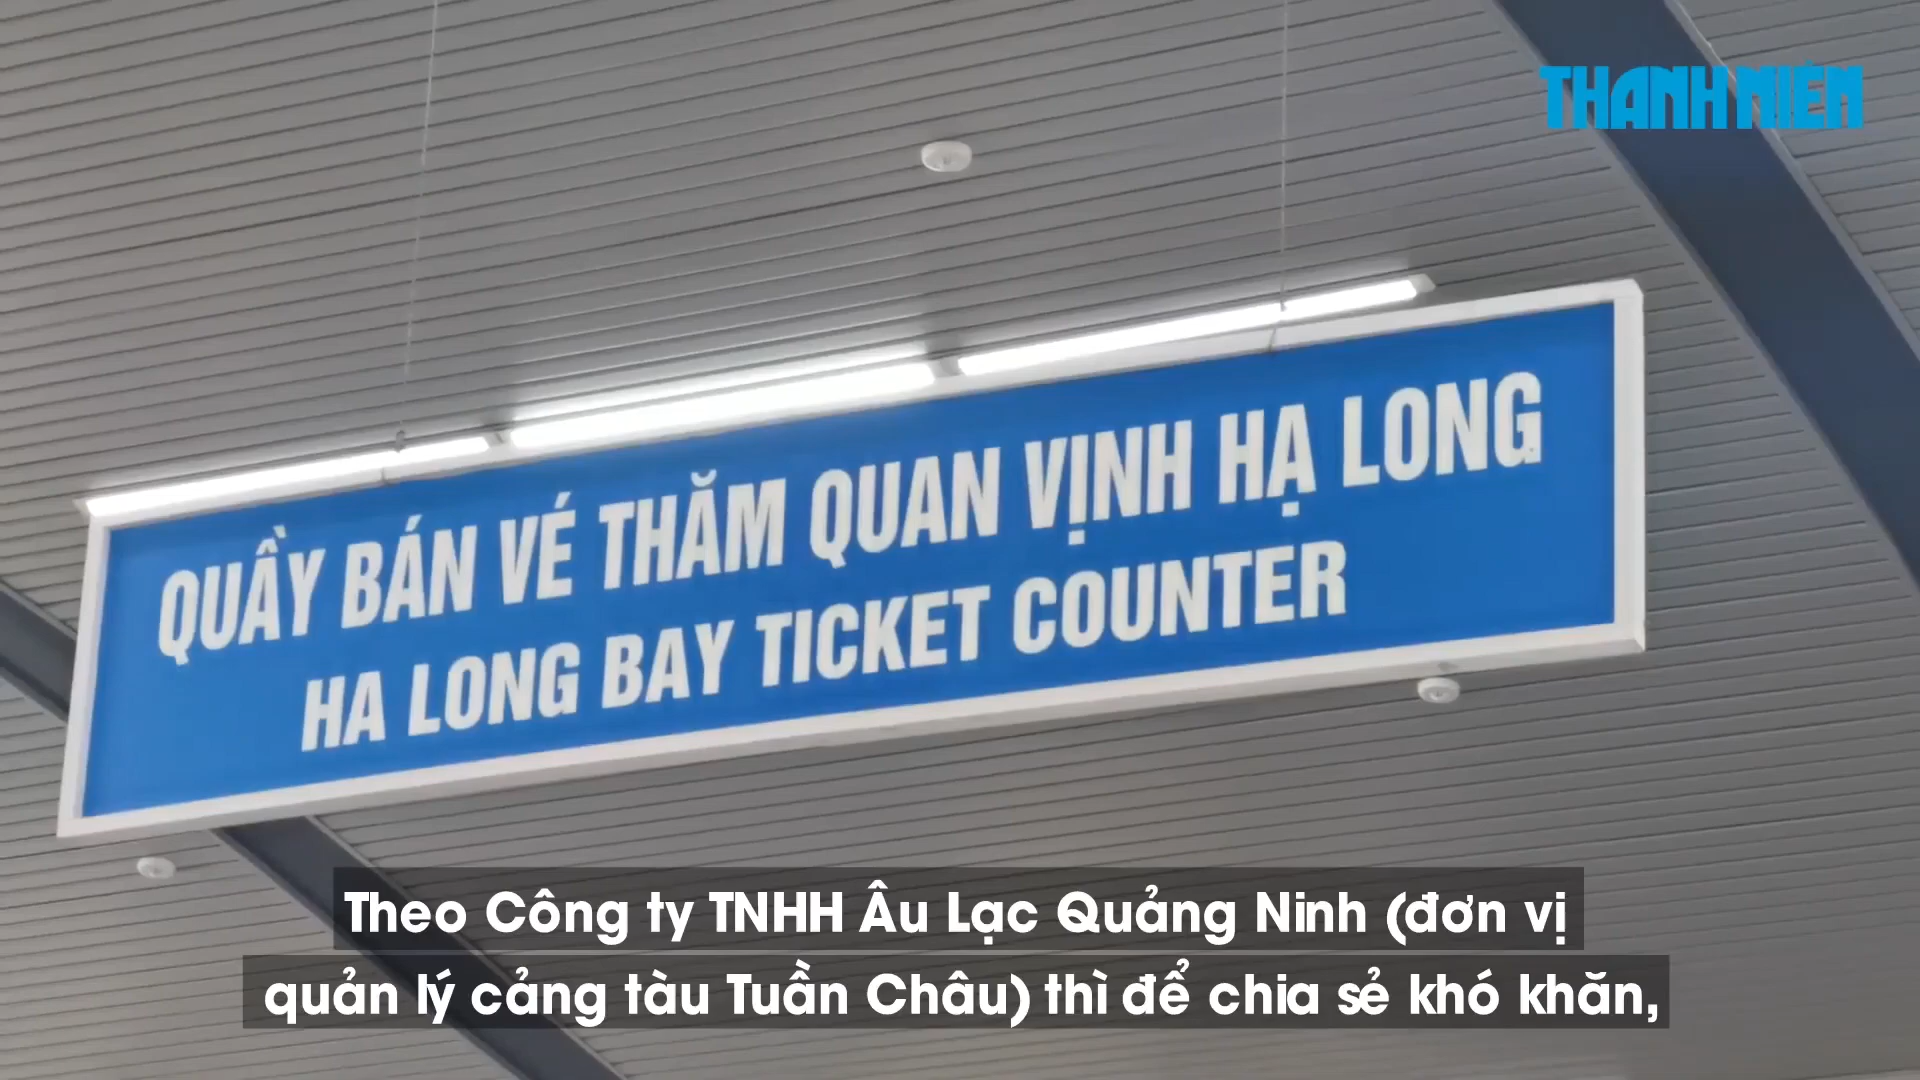 THANH NIÊN
QUẦY BÁN VÉ THĂM QUAN VỊNH HẠ LONG
HA LONG BAY TICKET COUNTER
Theo Công ty TNHH Âu Lạc Quảng Ninh (đơn vị
quản lý cảng tàu Tuần Châu) thì để chia sẻ khó khăn,